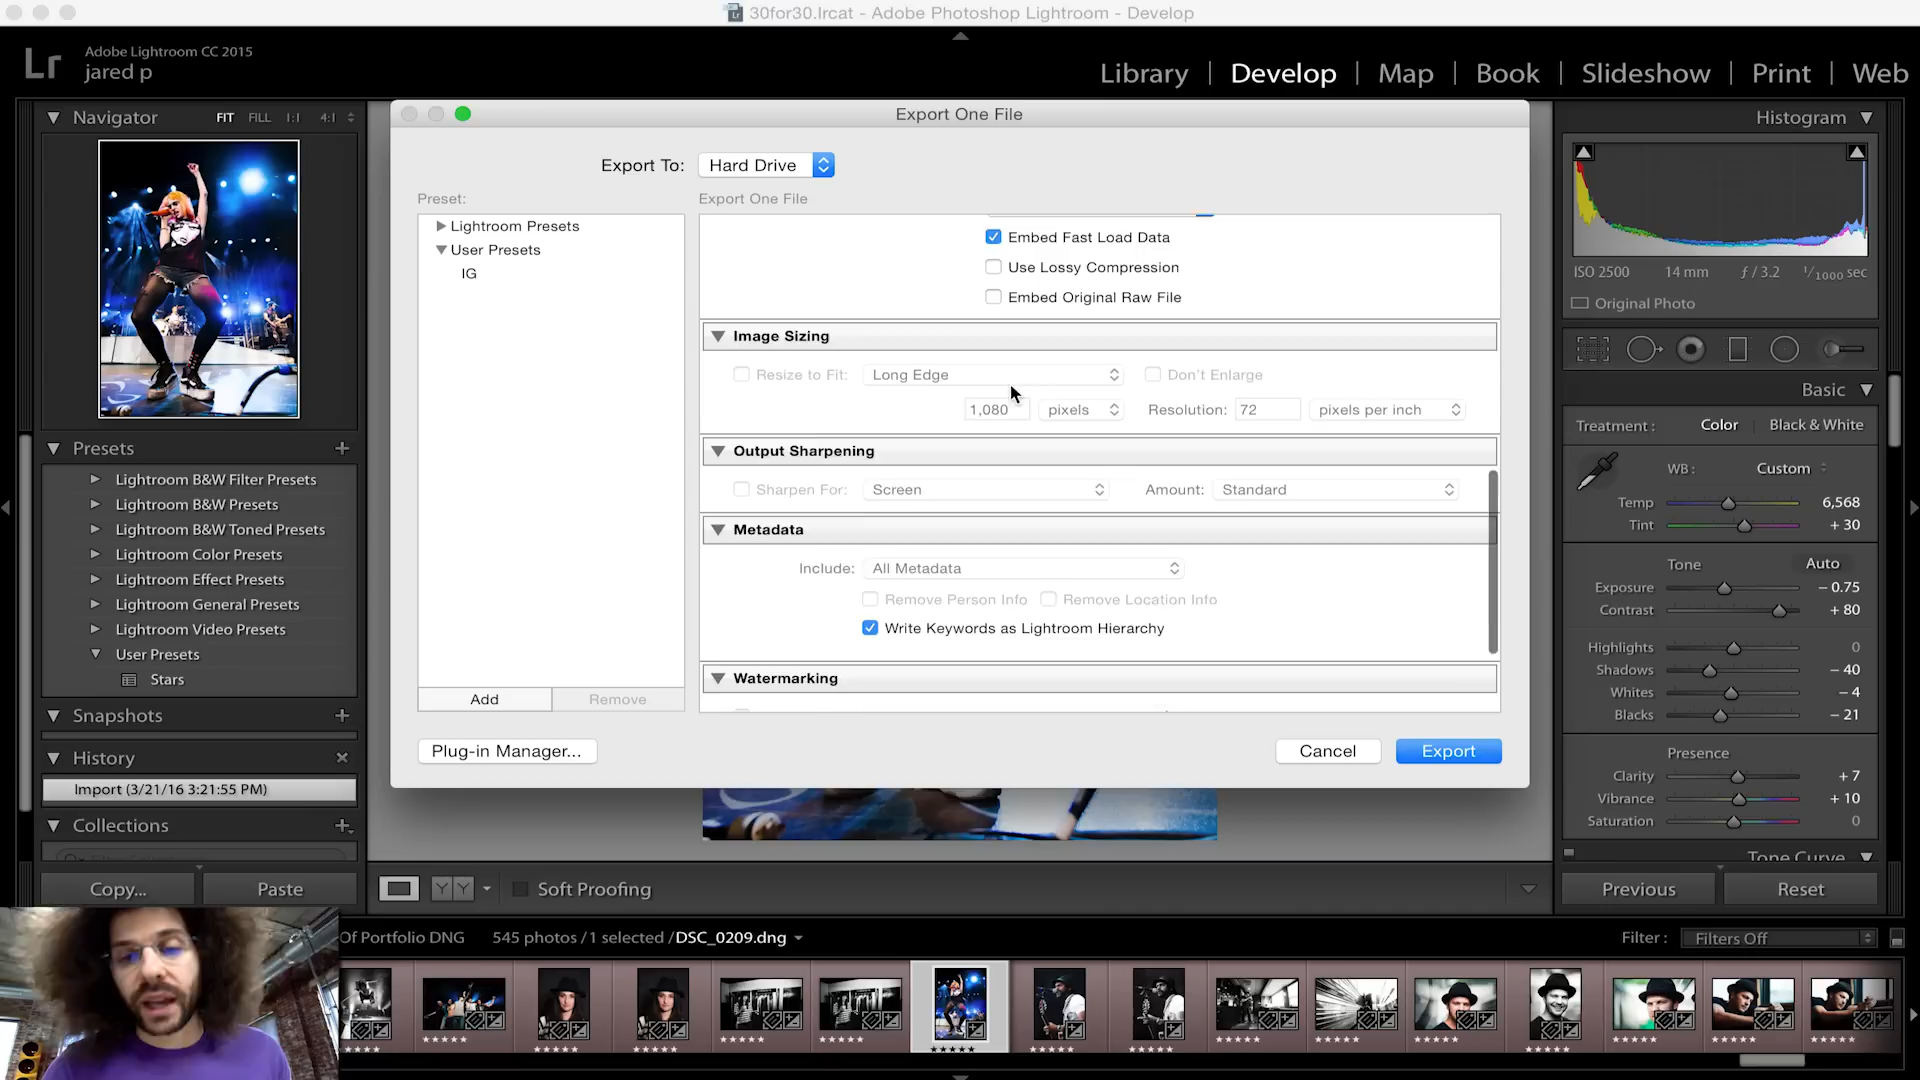 30for30.lrcat - Adobe Photoshop Lightroom - Develop
Lr
Adobe Lightroom CC 2015
jared p
Library | Develop | Map | Book | Slideshow | Print | Web
Navigator FIT FILL 1:1 4:1
Presets
Lightroom B&W Filter Presets
Lightroom B&W Presets
Lightroom B&W Toned Presets
Lightroom Color Presets
Lightroom Effect Presets
Lightroom General Presets
Lightroom Video Presets
User Presets
Stars
Snapshots
History
Import (3/21/16 3:21:55 PM)
Collections
Copy... Paste
Export One File
Export To: Hard Drive
Preset:
Lightroom Presets
User Presets
IG
Add Remove
Plug-in Manager...
Export One File
Embed Fast Load Data
Use Lossy Compression
Embed Original Raw File
Image Sizing
Resize to Fit: Long Edge Don't Enlarge
1,080 pixels Resolution: 72 pixels per inch
Output Sharpening
Sharpen For: Screen Amount: Standard
Metadata
Include: All Metadata
Remove Person Info Remove Location Info
Write Keywords as Lightroom Hierarchy
Watermarking
Cancel Export
Histogram
ISO 2500 14 mm ƒ / 3.2 1/1000 sec
Original Photo
Basic
Treatment : Color Black & White
WB : Custom
Temp 6,568
Tint + 30
Tone Auto
Exposure − 0.75
Contrast + 80
Highlights 0
Shadows − 40
Whites − 4
Blacks − 21
Presence
Clarity + 7
Vibrance + 10
Saturation 0
Tone Curve
Previous Reset
YY Soft Proofing
Of Portfolio DNG 545 photos / 1 selected / DSC_0209.dng
Filter : Filters Off